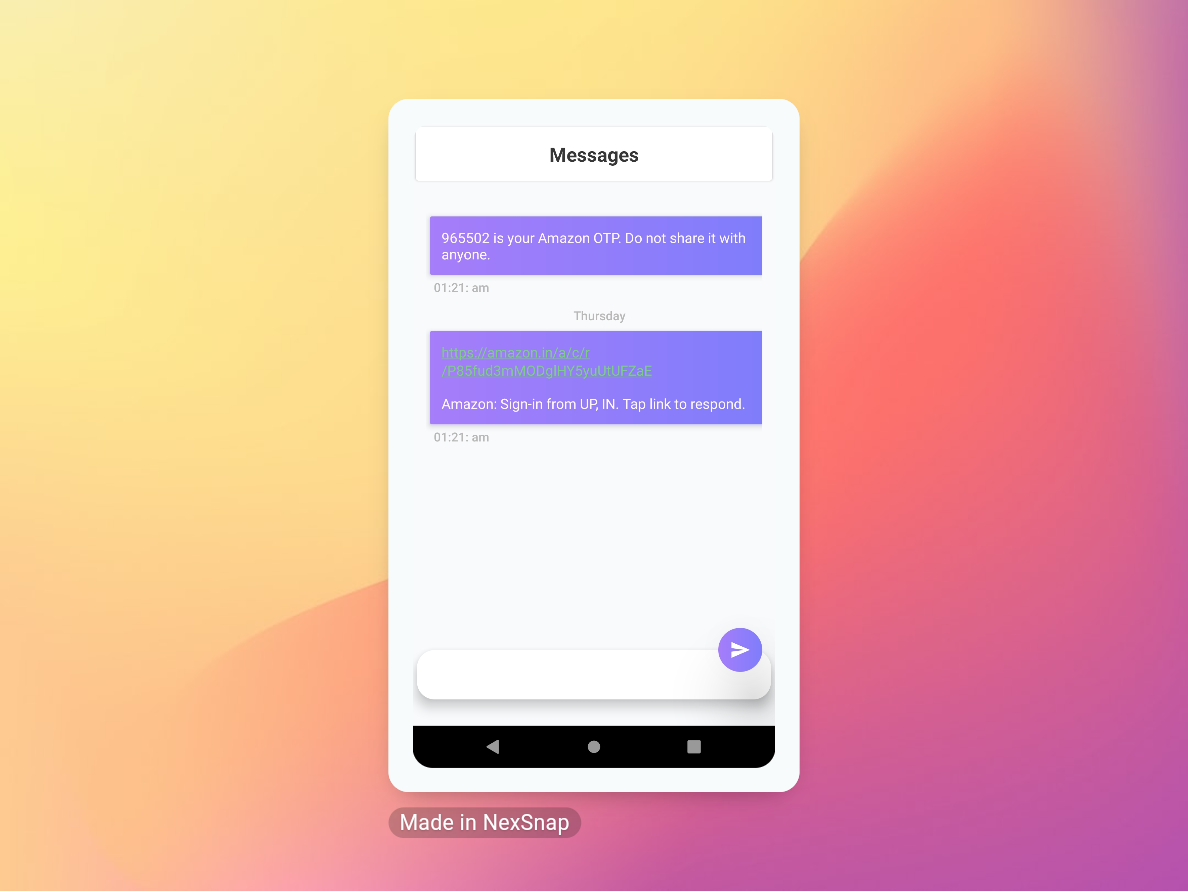 Messages
965502 is your Amazon OTP. Do not share it with
anyone.
01:21: am
Thursday
https://amazon.in/a/c/r
/P85fud3mMODglHY5yuUtUFZaE
Amazon: Sign-in from UP, IN. Tap link to respond.
01:21: am
Made in NexSnap